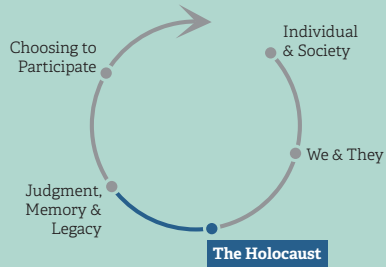 Individual
& Society
We & They
The Holocaust
Judgment,
Memory &
Legacy
Choosing to
Participate